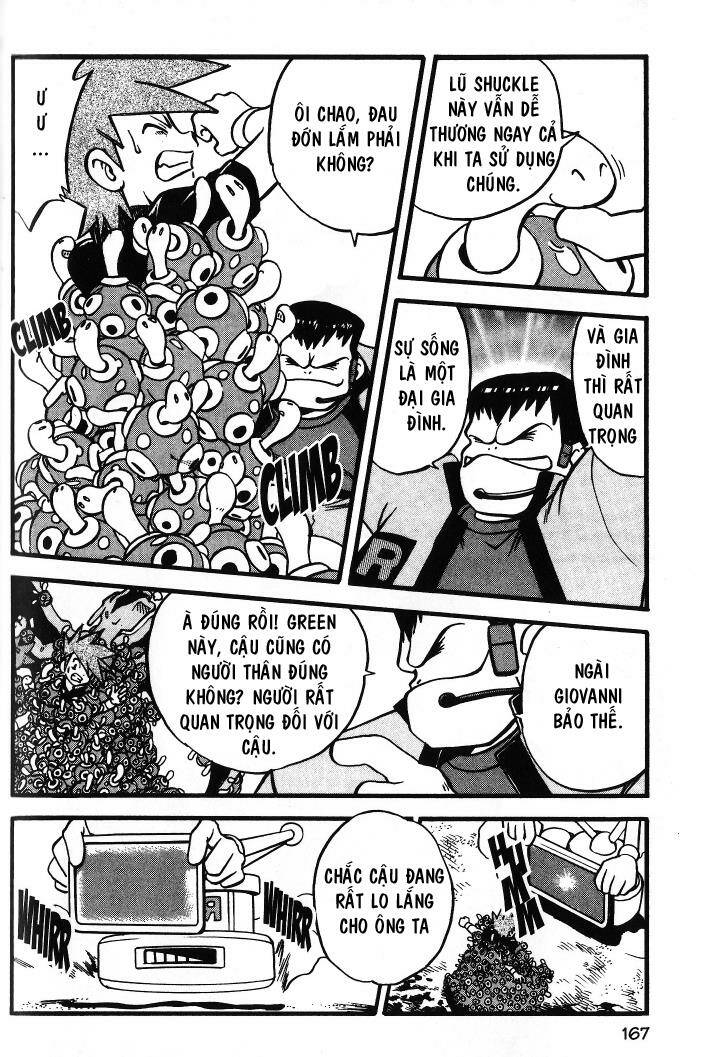 LŨ SHUCKLE
NÀY VẪN DỄ
THƯƠNG NGAY CẢ
KHI TA SỬ DỤNG
CHÚNG.
ÔI CHAO, ĐAU
ĐỚN LẮM PHẢI
KHÔNG?
Ư
Ư
...
CLIMB
CLIMB
VÀ GIA
ĐÌNH
THÌ RẤT
QUAN
TRỌNG
SỰ SỐNG
LÀ MỘT
ĐẠI GIA
ĐÌNH.
R
NGÀI
GIOVANNI
BẢO THẾ.
À ĐÚNG RỒI! GREEN
NÀY, CẬU CŨNG CÓ
NGƯỜI THÂN ĐÚNG
KHÔNG? NGƯỜI RẤT
QUAN TRỌNG ĐỐI VỚI
CẬU.
HUMM
CHẮC CẬU ĐANG
RẤT LO LẮNG
CHO ÔNG TA
R
WHIRR
WHIRR
167